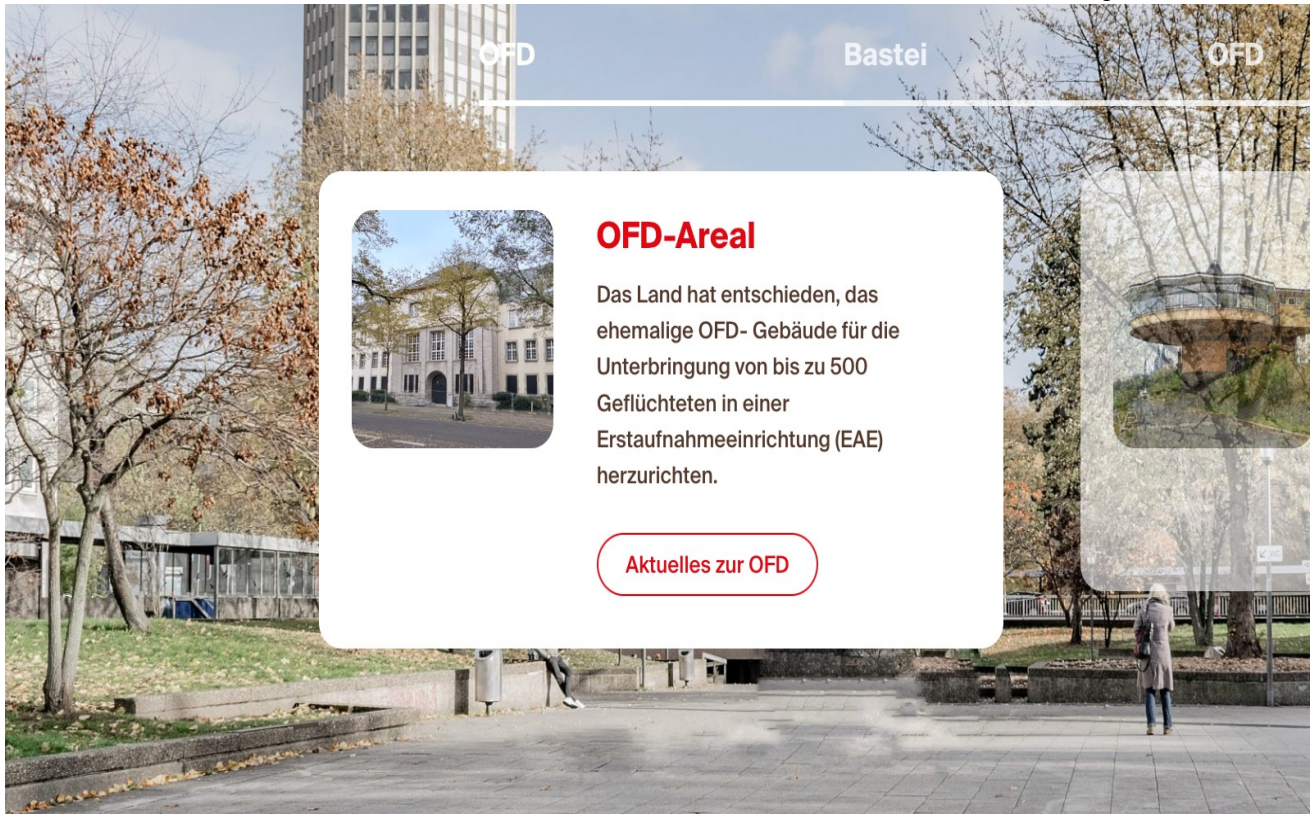 OFD
Bastei
OFD
OFD-Areal
Das Land hat entschieden, das
ehemalige OFD- Gebäude für die
Unterbringung von bis zu 500
Geflüchteten in einer
Erstaufnahmeeinrichtung (EAE)
herzurichten.
Aktuelles zur OFD